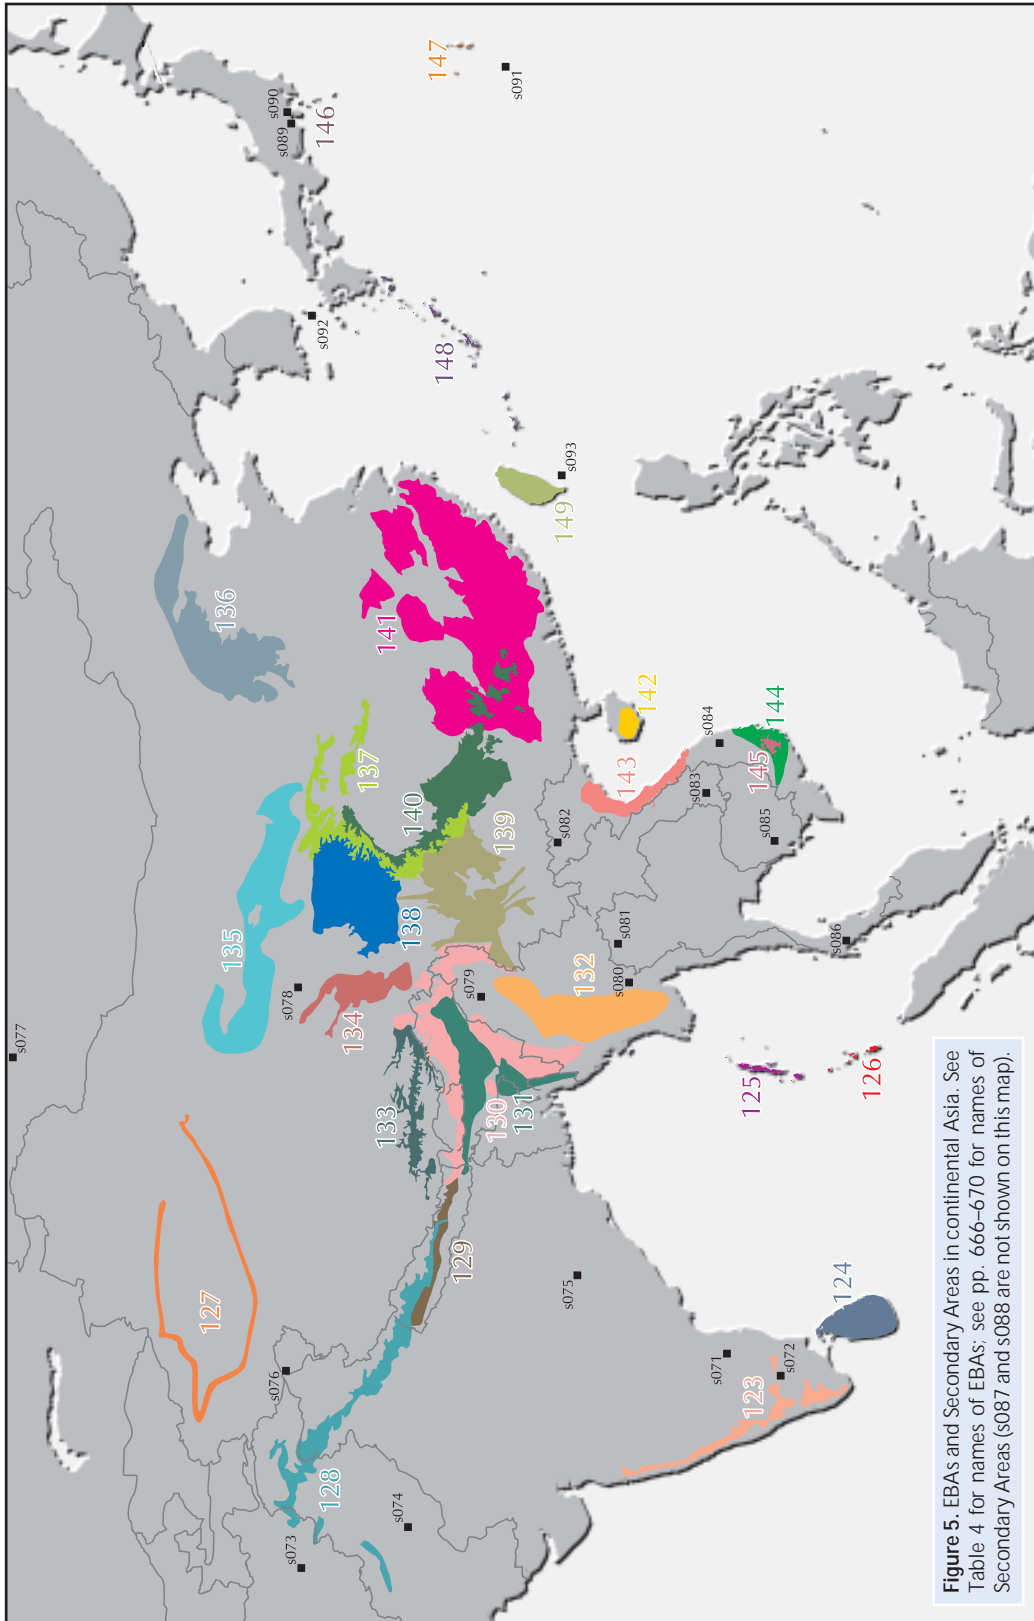 s077
s090
s089
146
147
s091
s092
148
136
s093
149
141
137
135
140
139
138
142
143
s084
144
145
s083
s082
s085
s078
134
s079
s081
s080
132
s086
133
130
131
125
126
127
129
s076
s075
128
s074
s073
s071
s072
123
124
Figure 5. EBAs and Secondary Areas in continental Asia. See
Table 4 for names of EBAs; see pp. 666–670 for names of
Secondary Areas (s087 and s088 are not shown on this map).